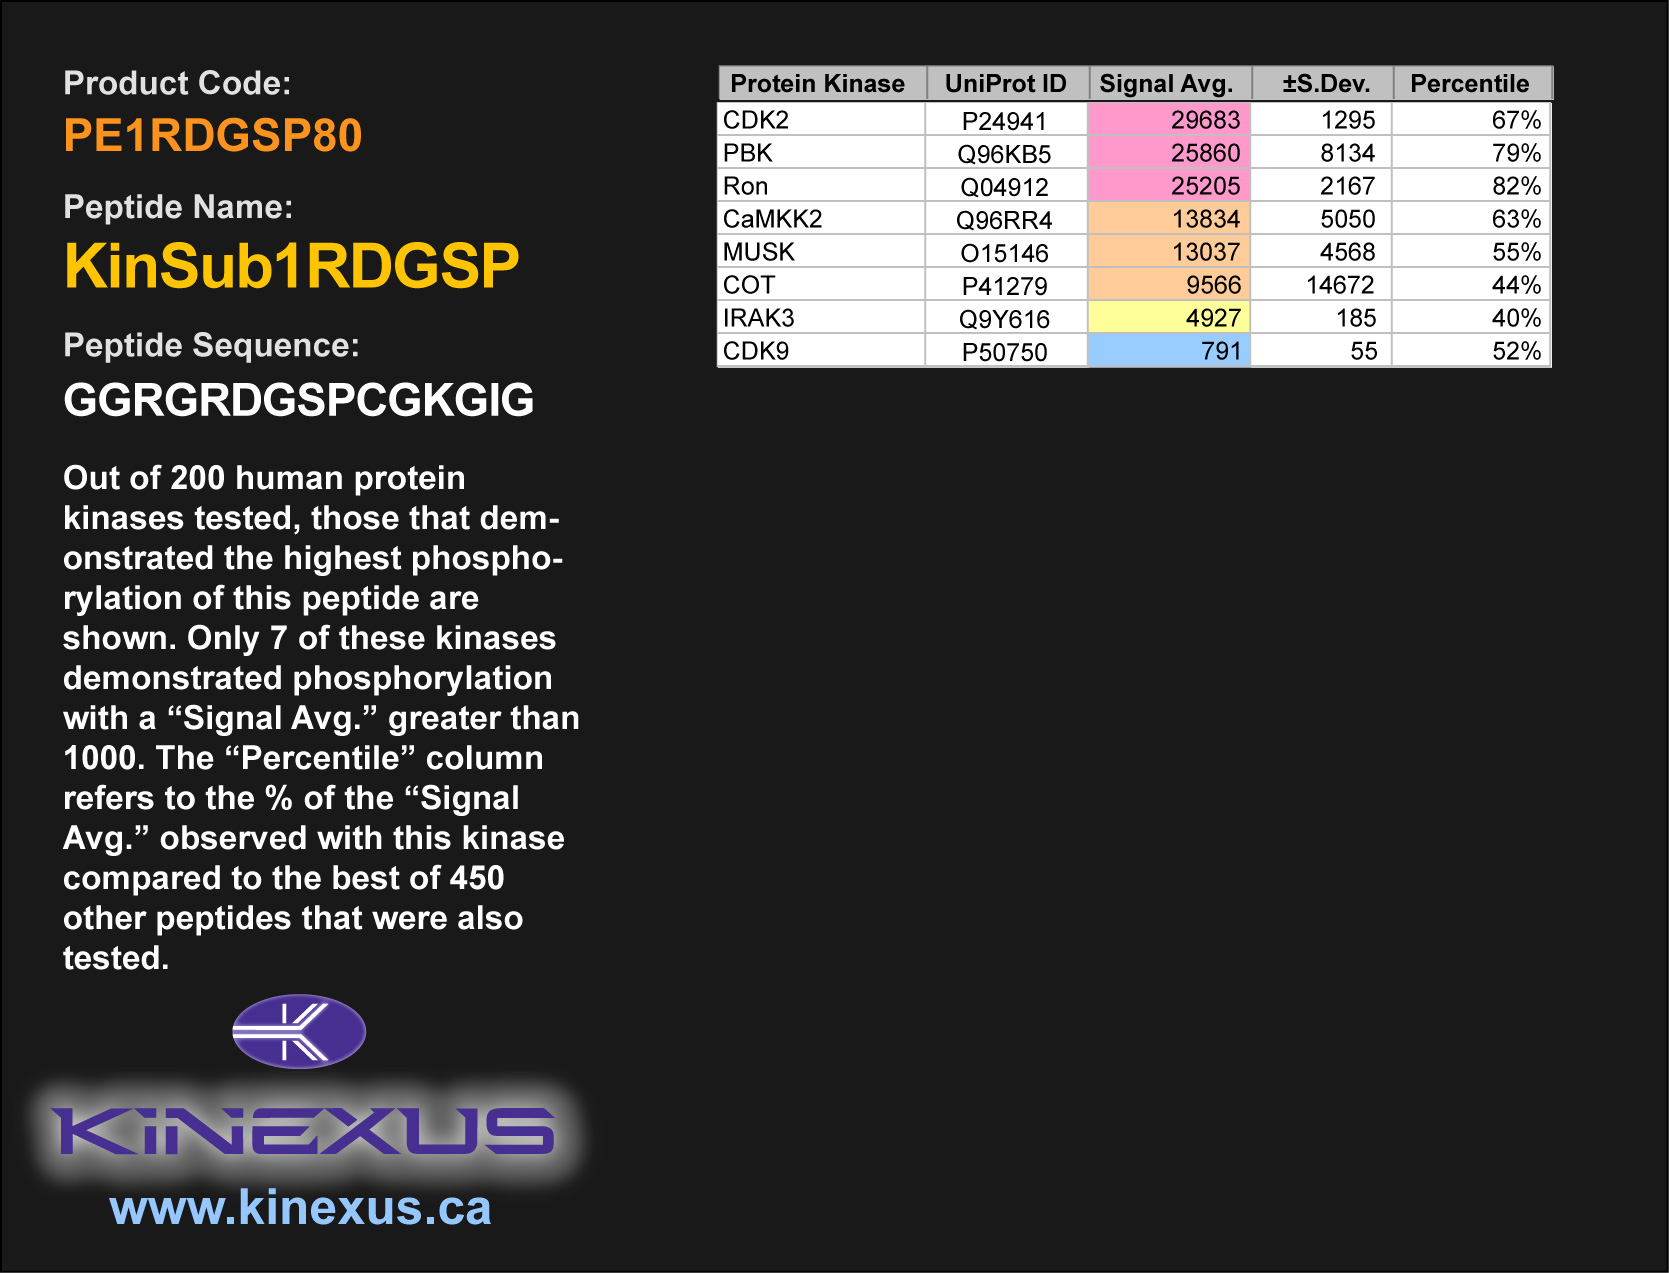 Product Code:
PE1RDGSP80
Peptide Name:
KinSub1RDGSP
Peptide Sequence:
GGRGRDGSPCGKGIG
Out of 200 human protein
kinases tested, those that dem-
onstrated the highest phospho-
rylation of this peptide are
shown. Only 7 of these kinases
demonstrated phosphorylation
with a “Signal Avg.” greater than
1000. The “Percentile” column
refers to the % of the “Signal
Avg.” observed with this kinase
compared to the best of 450
other peptides that were also
tested.
KINEXUS
www.kinexus.ca
Protein Kinase UniProt ID Signal Avg. ±S.Dev. Percentile
CDK2 P24941 29683 1295 67%
PBK Q96KB5 25860 8134 79%
Ron Q04912 25205 2167 82%
CaMKK2 Q96RR4 13834 5050 63%
MUSK O15146 13037 4568 55%
COT P41279 9566 14672 44%
IRAK3 Q9Y616 4927 185 40%
CDK9 P50750 791 55 52%